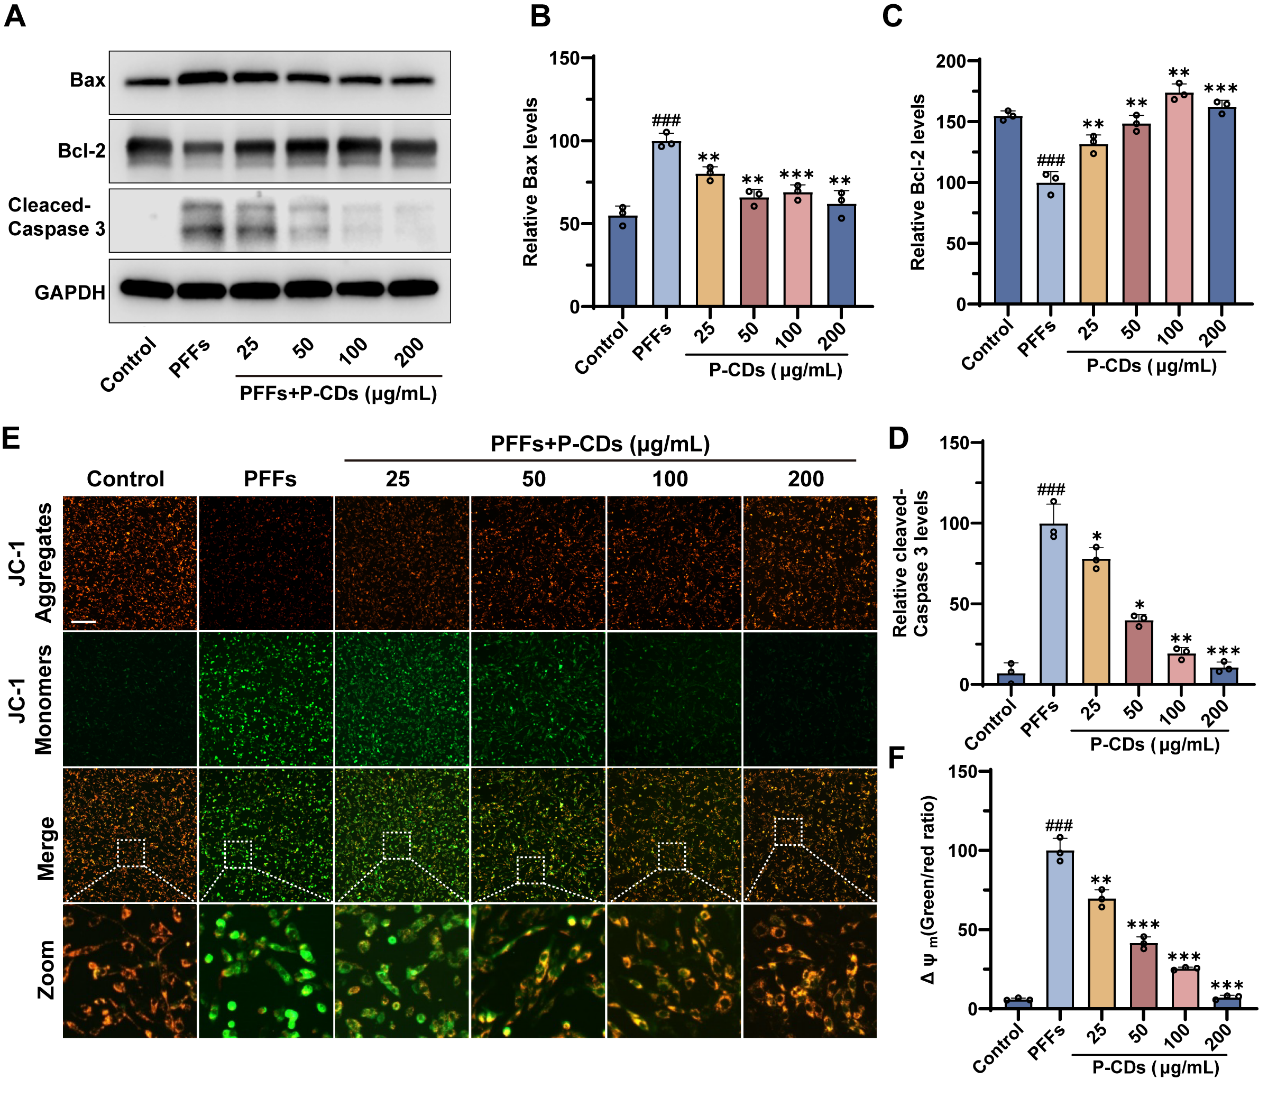 A
Bax
Bcl-2
Cleaced-
Caspase 3
GAPDH
Control
PFFs
25
50
100
200
PFFs+P-CDs (μg/mL)
B
Relative Bax levels
150
100
50
0
###
**
**
***
**
Control
PFFs
25
50
100
200
P-CDs (μg/mL)
C
Relative Bcl-2 levels
200
150
100
50
0
###
**
**
**
***
Control
PFFs
25
50
100
200
P-CDs (μg/mL)
E
PFFs+P-CDs (μg/mL)
Control
PFFs
25
50
100
200
JC-1
Aggregates
JC-1
Monomers
Merge
Zoom
D
Relative cleaved-
Caspase 3 levels
150
100
50
0
###
*
*
**
***
Control
PFFs
25
50
100
200
P-CDs (μg/mL)
F
Δ ψ m(Green/red ratio)
150
100
50
0
###
**
***
***
***
Control
PFFs
25
50
100
200
P-CDs (μg/mL)